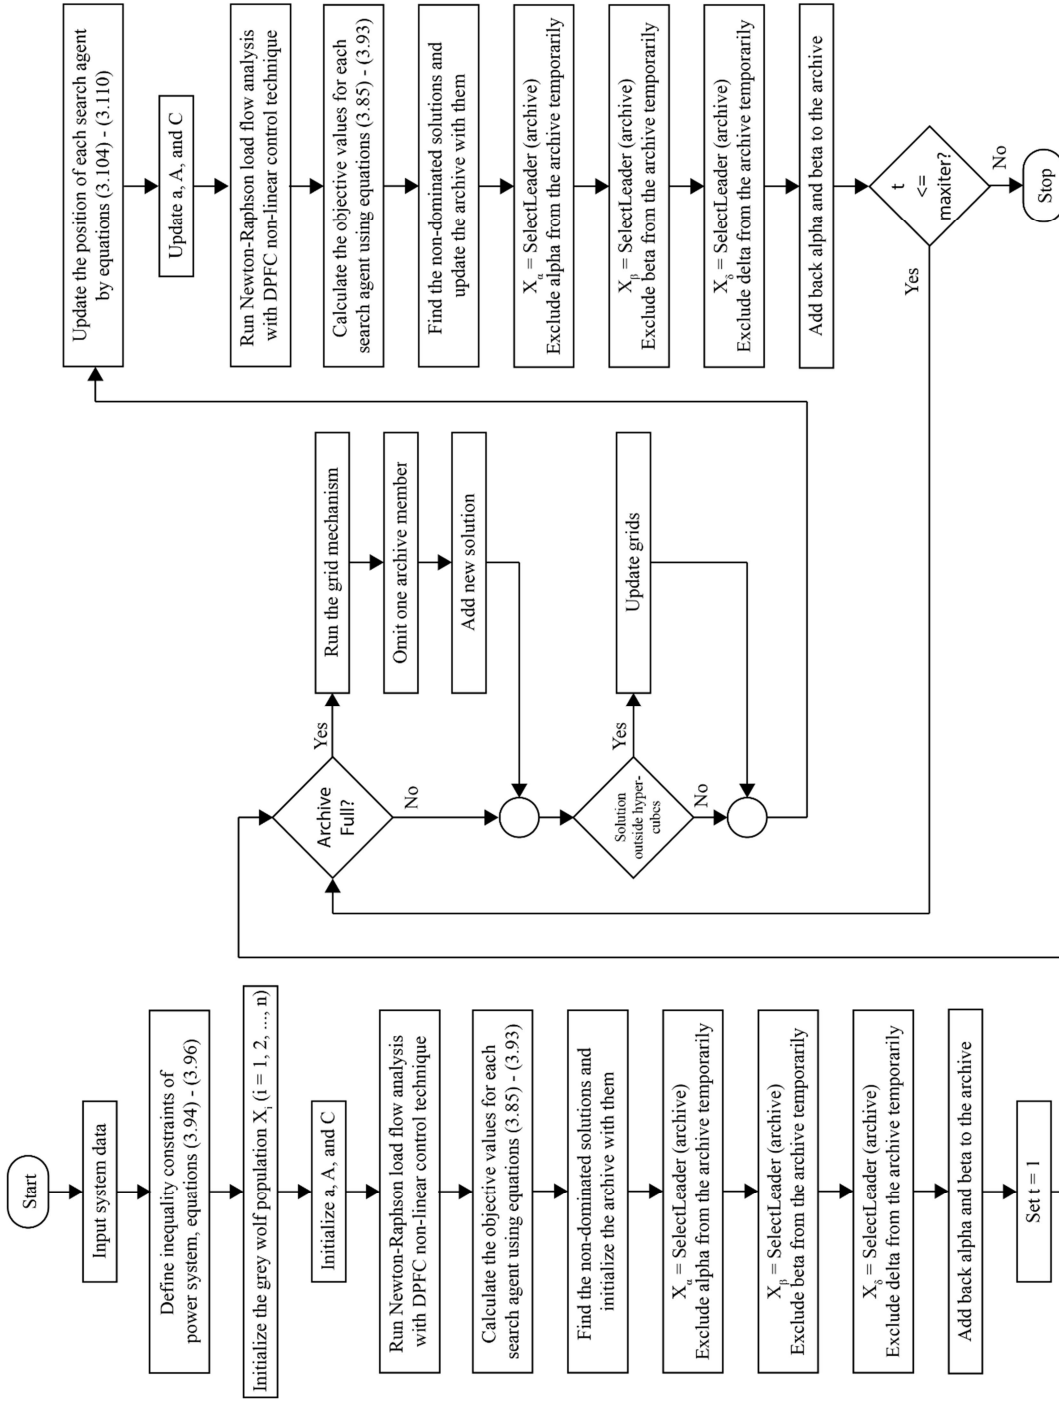 Start
Input system data
Define inequality constraints of
power system, equations (3.94) - (3.96)
Initialize the grey wolf population Xi (i = 1, 2, ..., n)
Initialize a, A, and C
Run Newton-Raphson load flow analysis
with DPFC non-linear control technique
Calculate the objective values for each
search agent using equations (3.85) - (3.93)
Find the non-dominated solutions and
initialize the archive with them
Xα = SelectLeader (archive)
Exclude alpha from the archive temporarily
Xβ = SelectLeader (archive)
Exclude beta from the archive temporarily
Xδ = SelectLeader (archive)
Exclude delta from the archive temporarily
Add back alpha and beta to the archive
Set t = 1
Archive
Full?
Yes
No
Run the grid mechanism
Omit one archive member
Add new solution
Solution
outside hyper-
cubcs
Yes
No
Update grids
Update the position of each search agent
by equations (3.104) - (3.110)
Update a, A, and C
Run Newton-Raphson load flow analysis
with DPFC non-linear control technique
Calculate the objective values for each
search agent using equations (3.85) - (3.93)
Find the non-dominated solutions and
update the archive with them
Xα = SelectLeader (archive)
Exclude alpha from the archive temporarily
Xβ = SelectLeader (archive)
Exclude beta from the archive temporarily
Xδ = SelectLeader (archive)
Exclude delta from the archive temporarily
Add back alpha and beta to the archive
t
<=
maxiter?
Yes
No
Stop